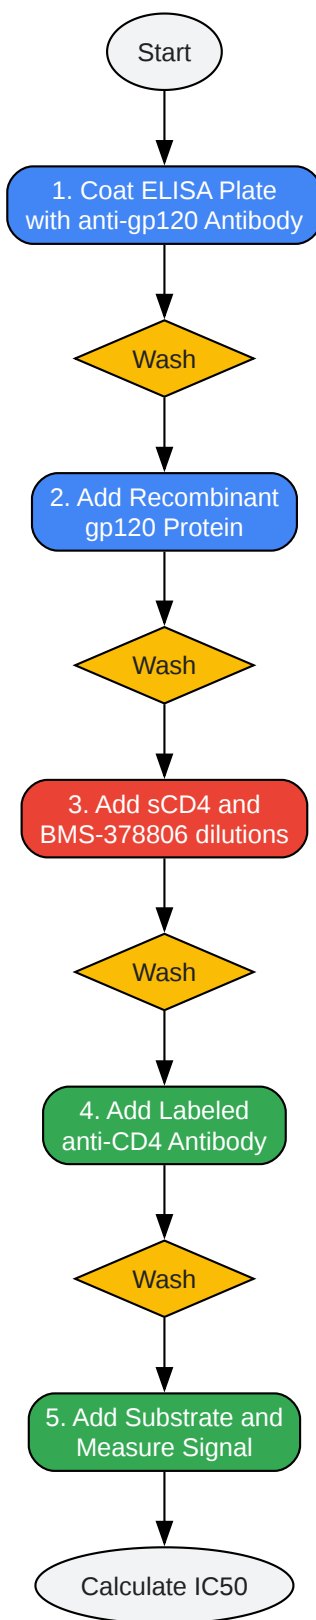 Start
1. Coat ELISA Plate
with anti-gp120 Antibody
Wash
2. Add Recombinant
gp120 Protein
Wash
3. Add sCD4 and
BMS-378806 dilutions
Wash
4. Add Labeled
anti-CD4 Antibody
Wash
5. Add Substrate and
Measure Signal
Calculate IC50